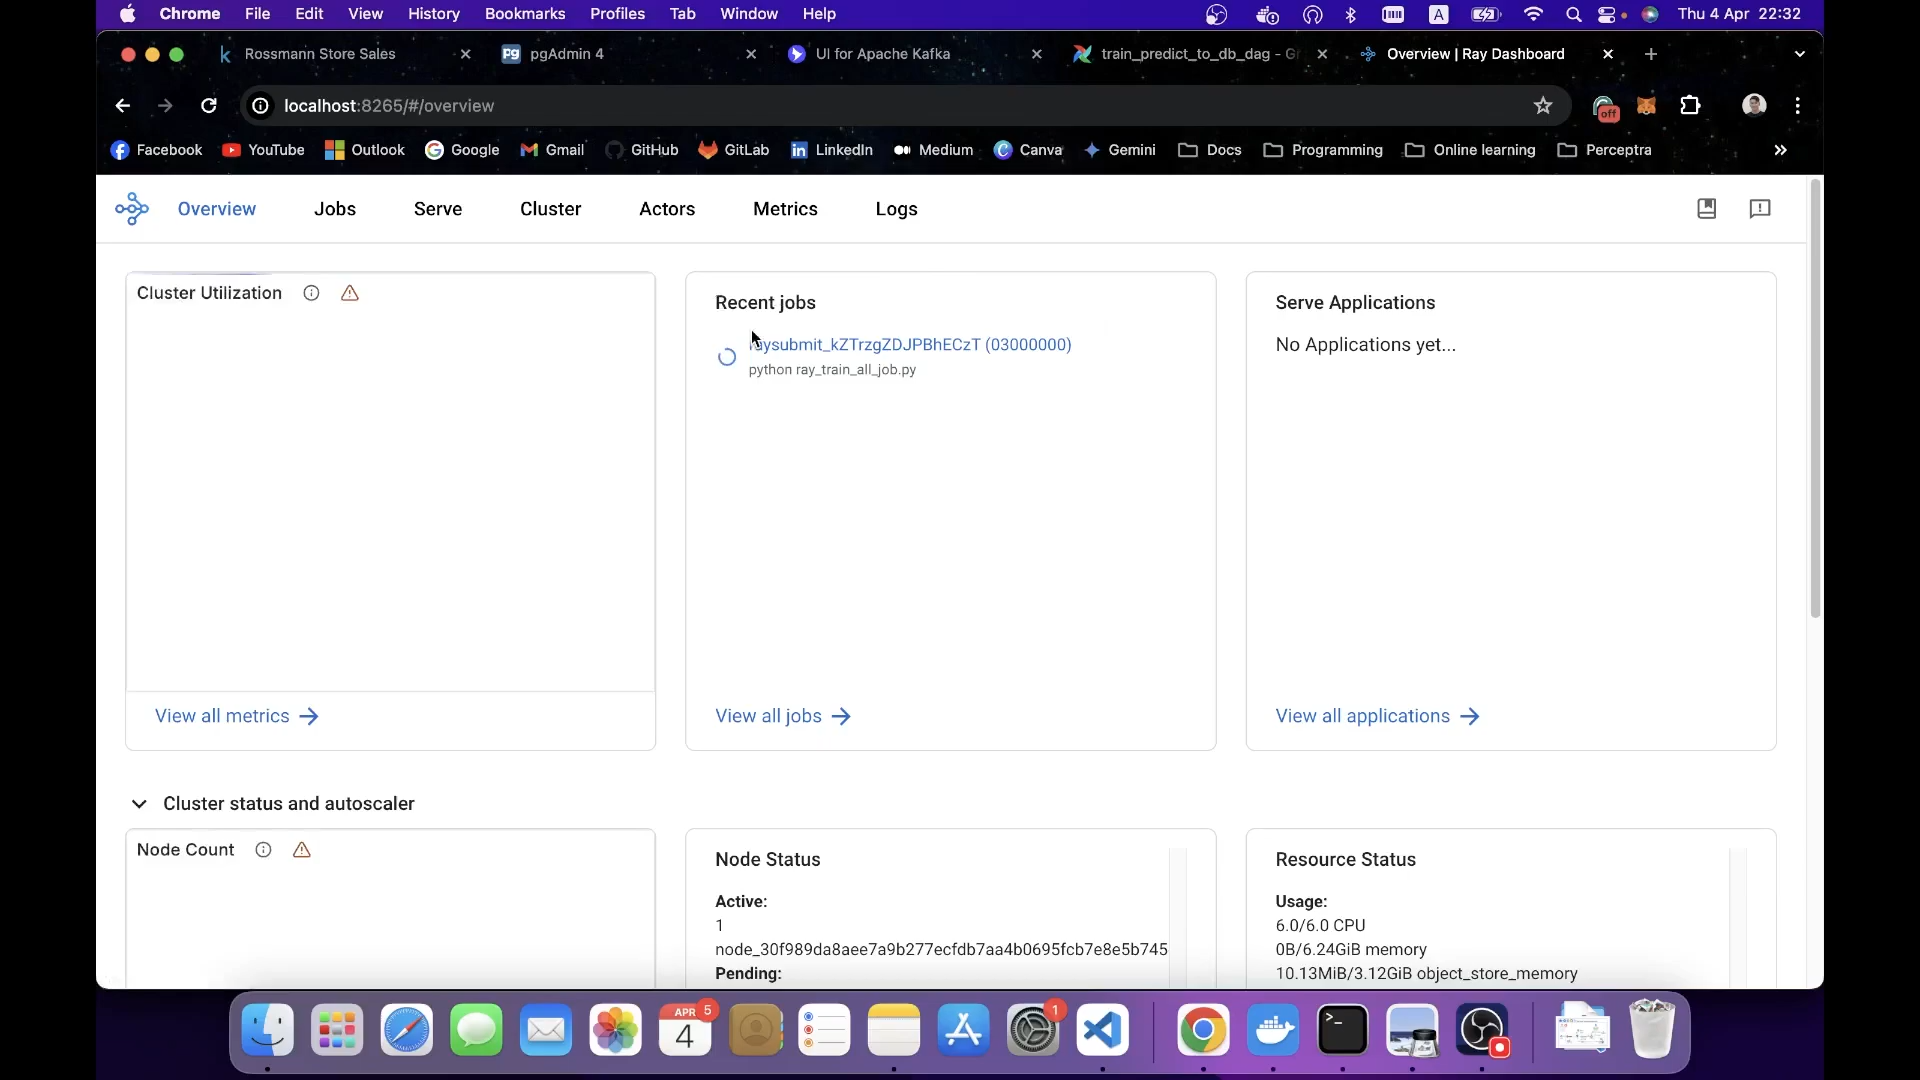 Chrome File Edit View History Bookmarks Profiles Tab Window Help A Thu 4 Apr 22:32
Rossmann Store Sales
pgAdmin 4
UI for Apache Kafka
train_predict_to_db_dag - Gr
Overview | Ray Dashboard
localhost:8265/#/overview
off
Facebook YouTube Outlook Google Gmail GitHub GitLab LinkedIn Medium Canva Gemini Docs Programming Online learning Perceptra
Overview Jobs Serve Cluster Actors Metrics Logs
Cluster Utilization
View all metrics
Recent jobs
raysubmit_kZTrzgZDJPBhECzT (03000000)
python ray_train_all_job.py
View all jobs
Serve Applications
No Applications yet...
View all applications
Cluster status and autoscaler
Node Count
Node Status
Active:
1
node_30f989da8aee7a9b277ecfdb7aa4b0695fcb7e8e5b745
Pending:
Resource Status
Usage:
6.0/6.0 CPU
0B/6.24GiB memory
10.13MiB/3.12GiB object_store_memory
APR
5
4
1